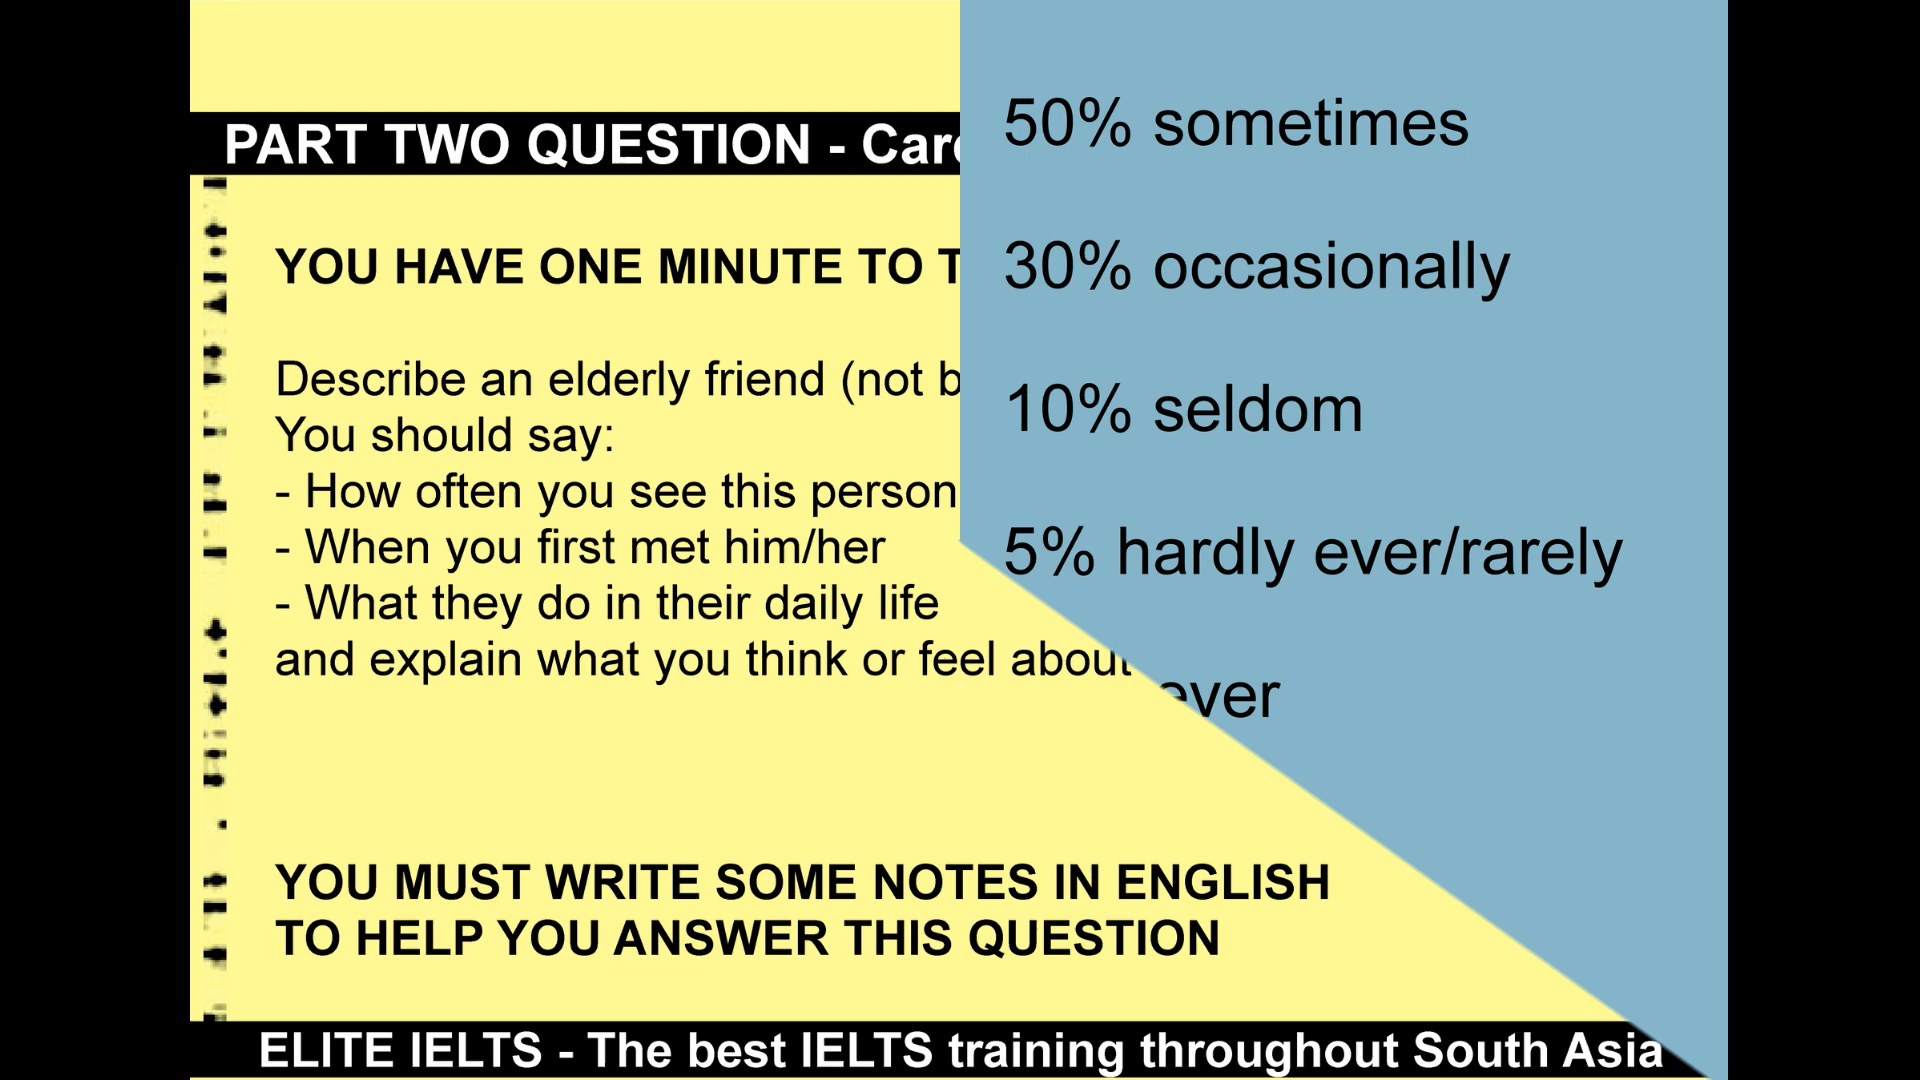 PART TWO QUESTION -
YOU HAVE ONE MINUTE TO
Describe an elderly friend (not
You should say:
- How often you see this person
- When you first met him/her
- What they do in their daily life
and explain what you think or feel about
YOU MUST WRITE SOME NOTES IN ENGLISH
TO HELP YOU ANSWER THIS QUESTION
ELITE IELTS - The best IELTS training throughout South Asia
50% sometimes
30% occasionally
10% seldom
5% hardly ever/rarely